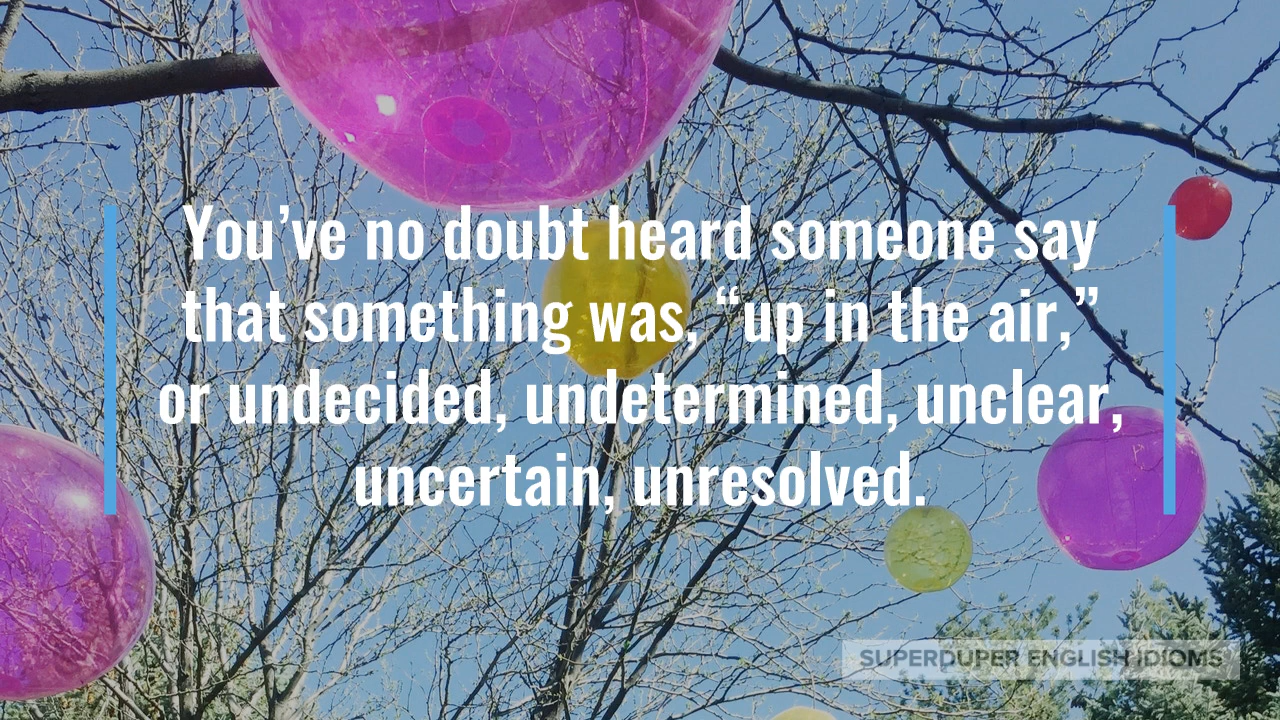 You’ve no doubt heard someone say
that something was, “up in the air,”
or undecided, undetermined, unclear,
uncertain, unresolved.
SUPERDUPER ENGLISH IDIOMS